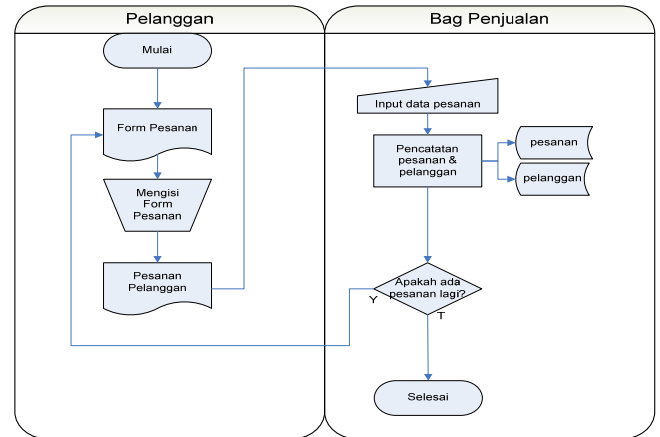 Pelanggan
Bag Penjualan
Mulai
Form Pesanan
Mengisi
Form
Pesanan
Pesanan
Pelanggan
Input data pesanan
Pencatatan
pesanan &
pelanggan
pesanan
pelanggan
Apakah ada
pesanan lagi?
Y
T
Selesai